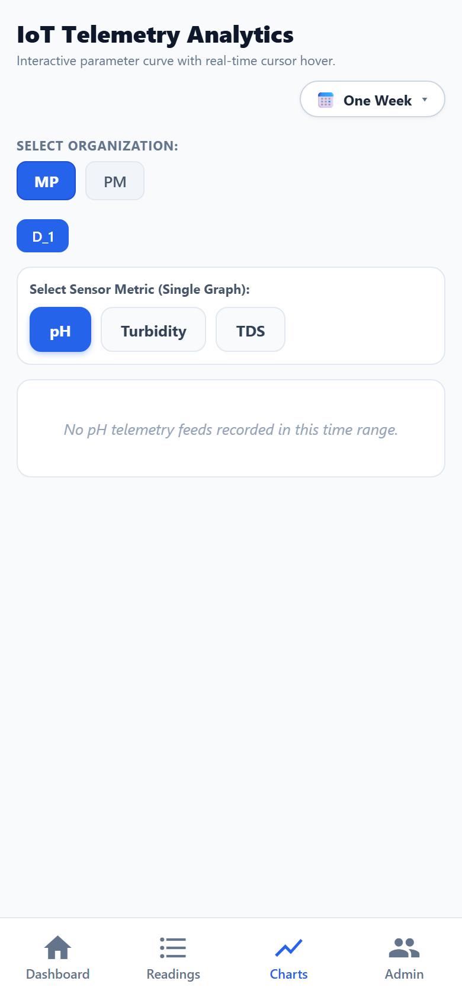 IoT Telemetry Analytics
Interactive parameter curve with real-time cursor hover.
One Week
SELECT ORGANIZATION:
MP PM
D_1
Select Sensor Metric (Single Graph):
pH Turbidity TDS
No pH telemetry feeds recorded in this time range.
Dashboard Readings Charts Admin